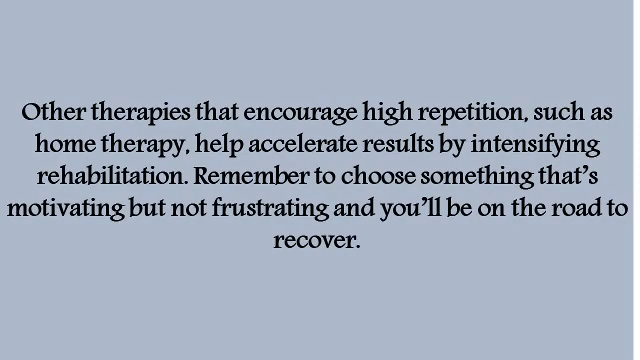 Other therapies that encourage high repetition, such as
home therapy, help accelerate results by intensifying
rehabilitation. Remember to choose something that's
motivating but not frustrating and you'll be on the road to
recover.